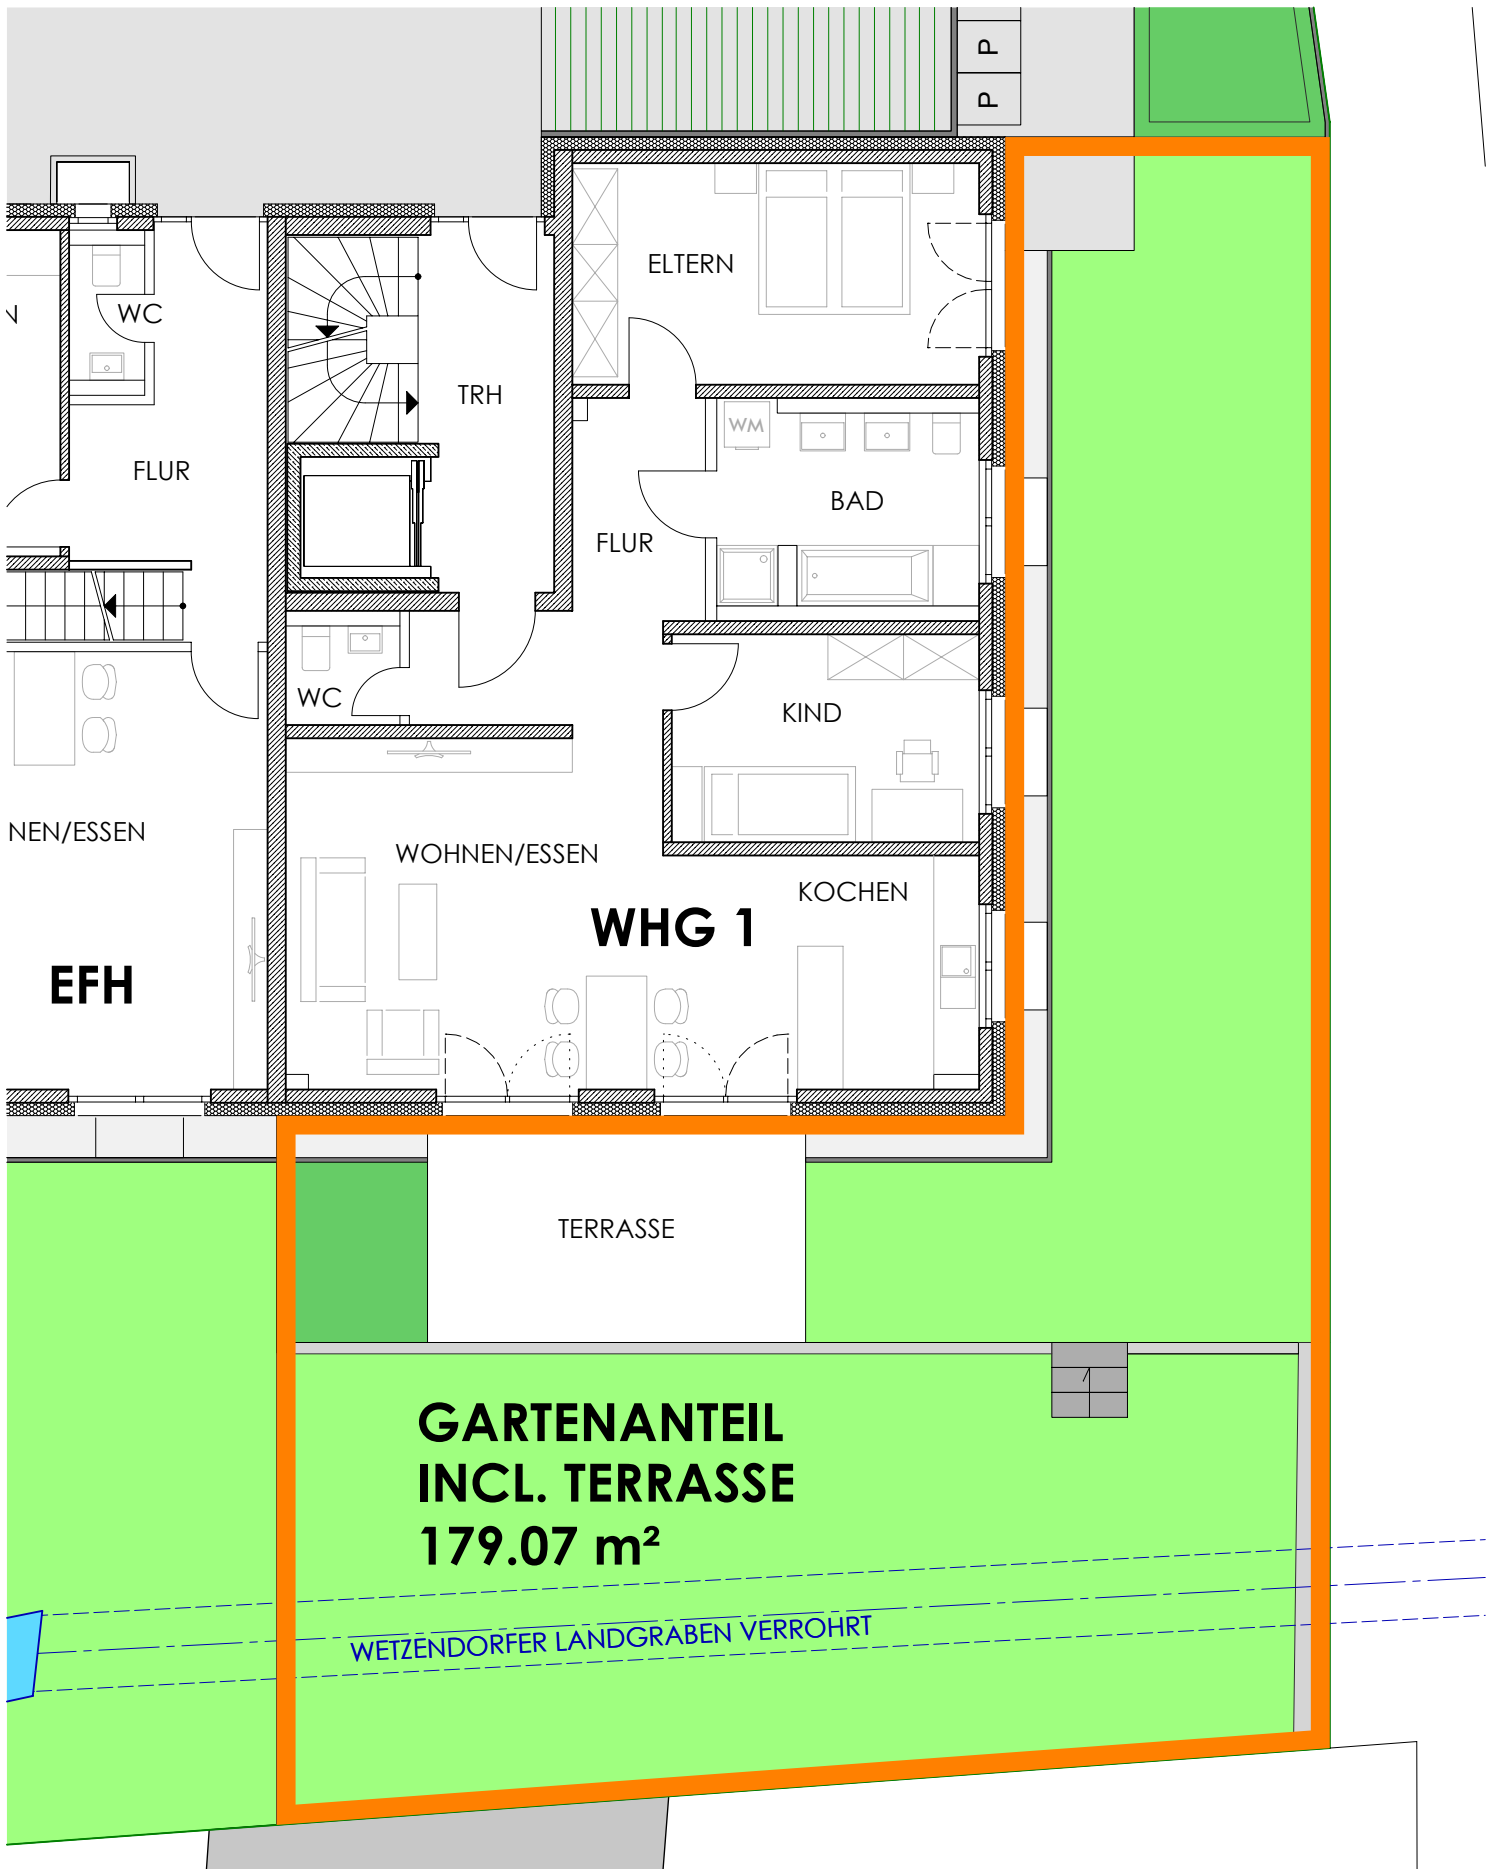 P
P
ELTERN
N
WC
TRH
WM
FLUR
BAD
FLUR
WC
KIND
NEN/ESSEN
WOHNEN/ESSEN
KOCHEN
WHG 1
EFH
TERRASSE
GARTENANTEIL
INCL. TERRASSE
179.07 m²
WETZENDORFER LANDGRABEN VERROHRT